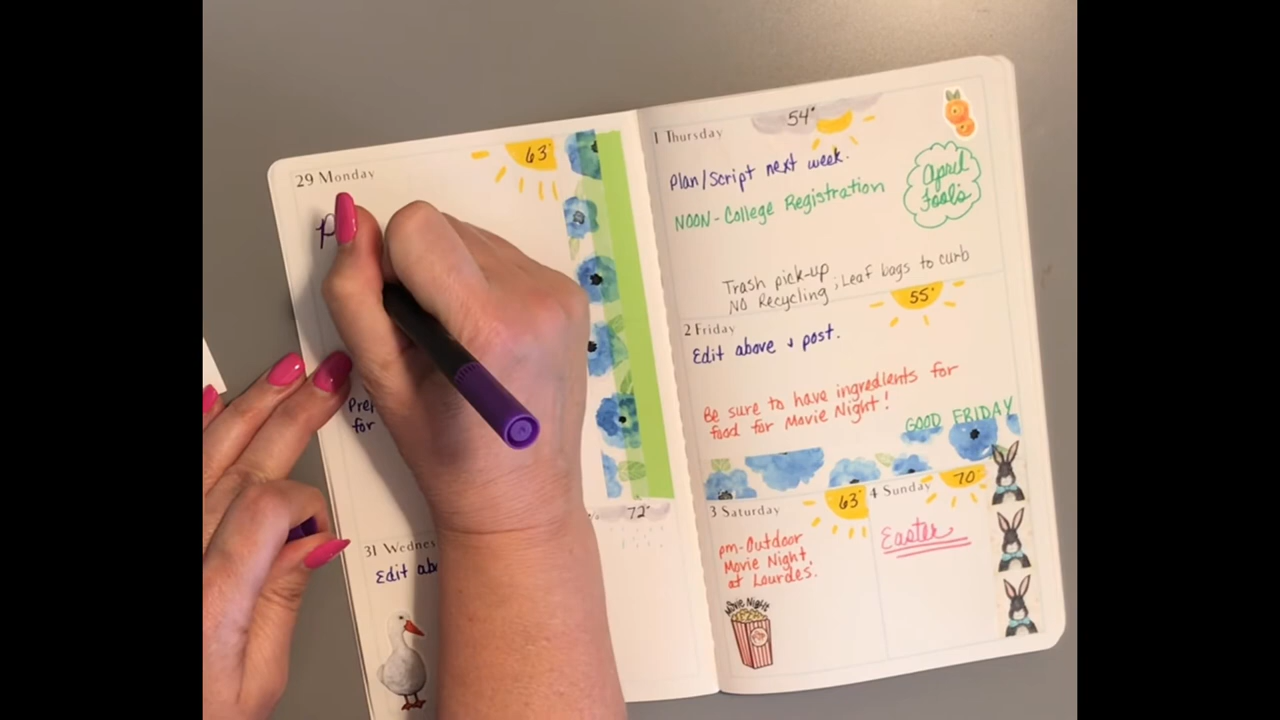 29 Monday
63°
for
31 Wednes
Edit ab
72°
1 Thursday
54°
Plan/Script next week.
NOON - College Registration
April
Fool's
Trash pick-up
NO Recycling ; Leaf bags to curb
2 Friday
55°
Edit above & post.
Be sure to have ingredients for
food for Movie Night!
GOOD FRIDAY
3 Saturday
63°
pm-Outdoor
Movie Night
at Lourdes.
Movie Night
4 Sunday
70°
Easter